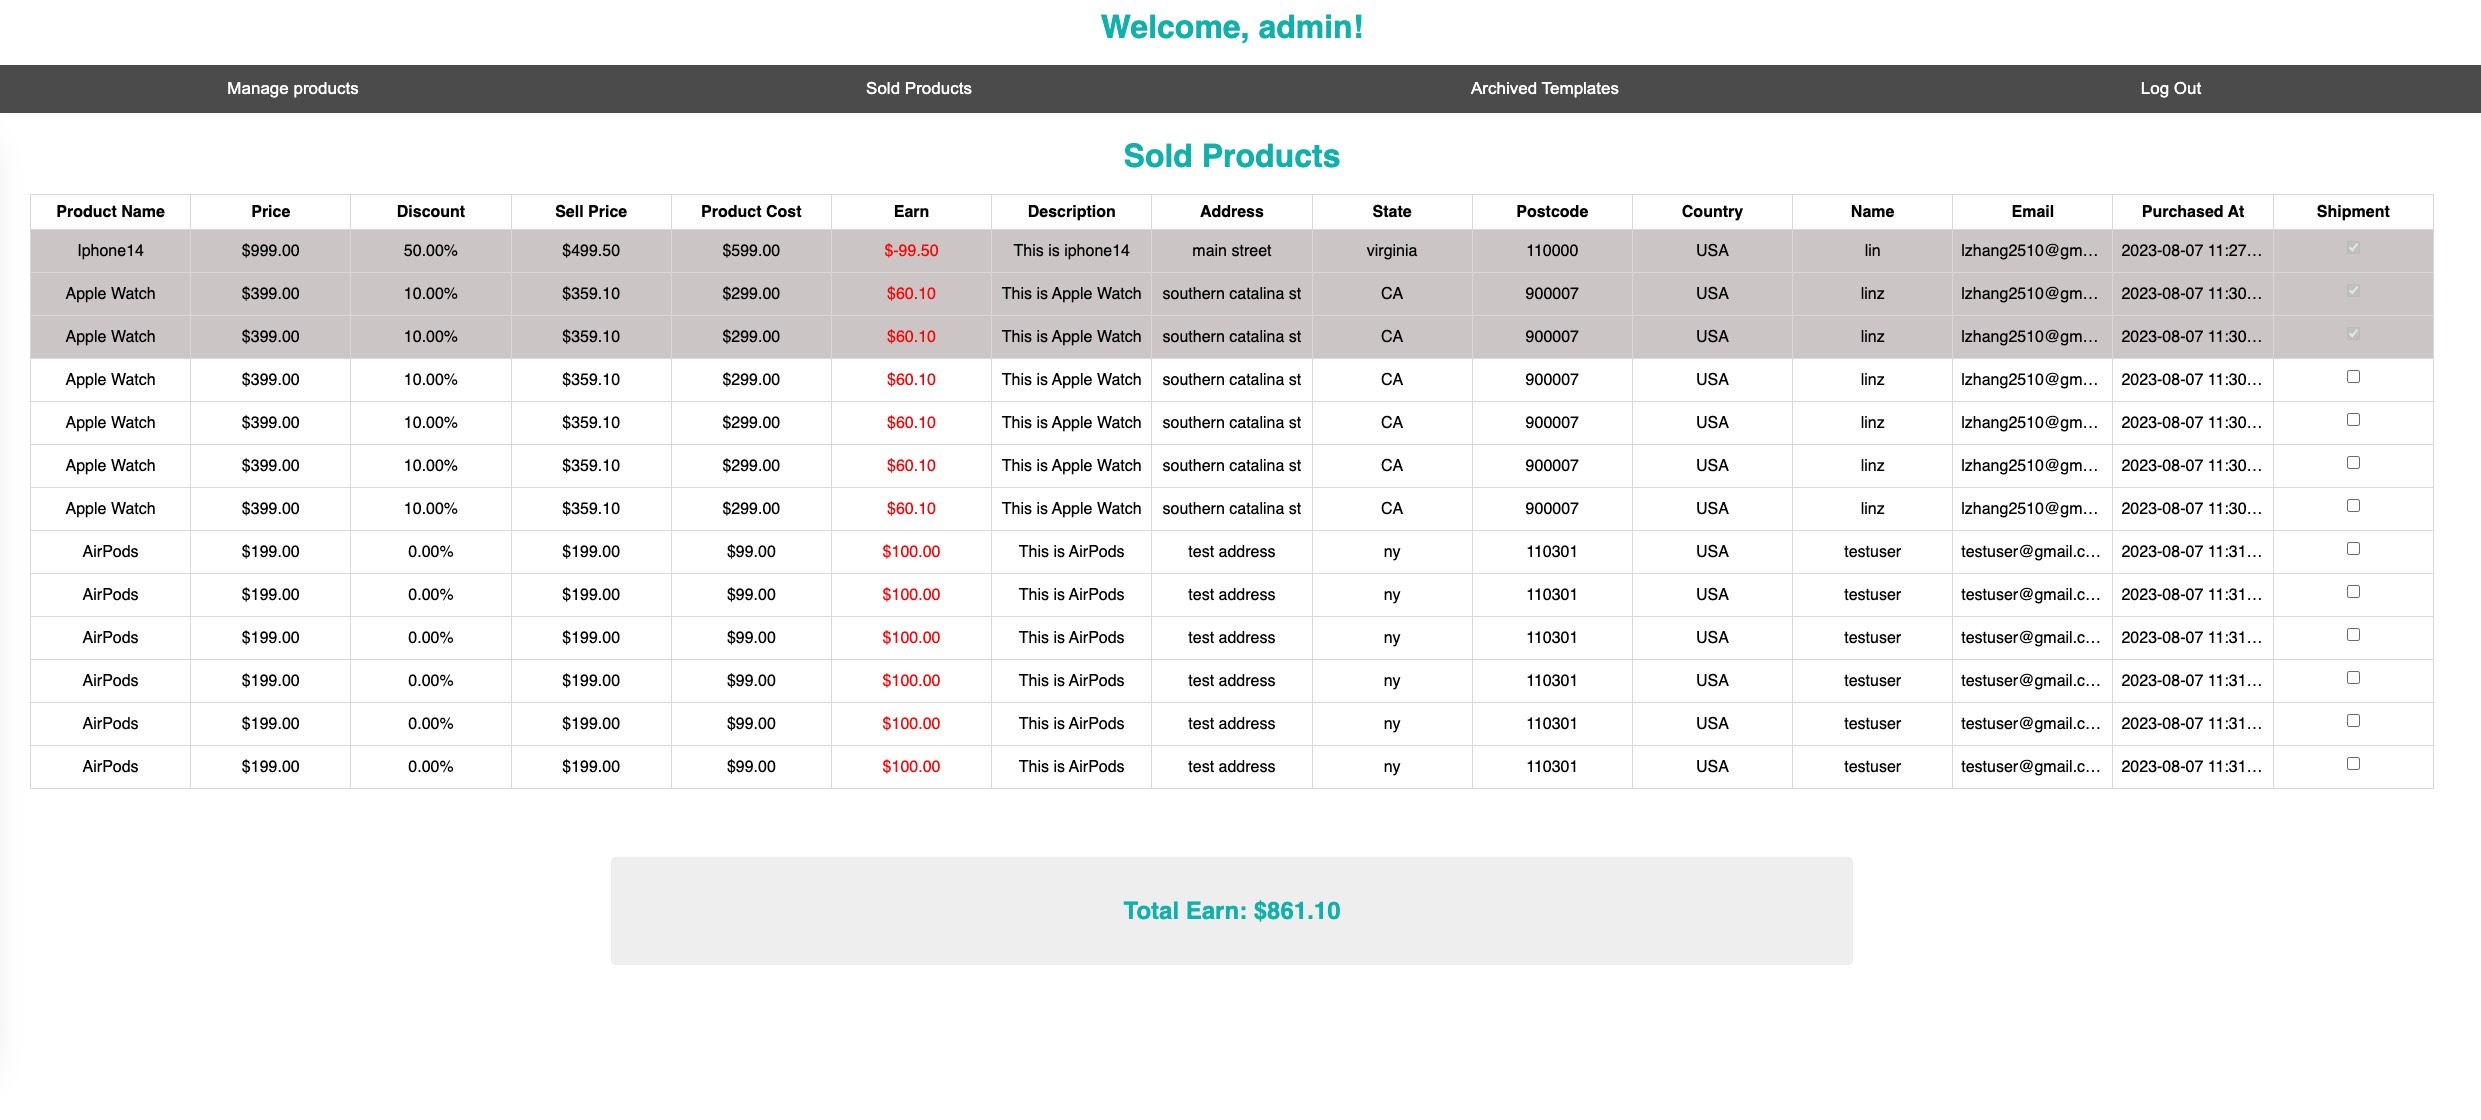 Welcome, admin!
Manage products Sold Products Archived Templates Log Out
Sold Products
Product Name Price Discount Sell Price Product Cost Earn Description Address State Postcode Country Name Email Purchased At Shipment
Iphone14 $999.00 50.00% $499.50 $599.00 $-99.50 This is iphone14 main street virginia 110000 USA lin lzhang2510@gm... 2023-08-07 11:27...
Apple Watch $399.00 10.00% $359.10 $299.00 $60.10 This is Apple Watch southern catalina st CA 900007 USA linz lzhang2510@gm... 2023-08-07 11:30...
Apple Watch $399.00 10.00% $359.10 $299.00 $60.10 This is Apple Watch southern catalina st CA 900007 USA linz lzhang2510@gm... 2023-08-07 11:30...
Apple Watch $399.00 10.00% $359.10 $299.00 $60.10 This is Apple Watch southern catalina st CA 900007 USA linz lzhang2510@gm... 2023-08-07 11:30...
Apple Watch $399.00 10.00% $359.10 $299.00 $60.10 This is Apple Watch southern catalina st CA 900007 USA linz lzhang2510@gm... 2023-08-07 11:30...
Apple Watch $399.00 10.00% $359.10 $299.00 $60.10 This is Apple Watch southern catalina st CA 900007 USA linz lzhang2510@gm... 2023-08-07 11:30...
Apple Watch $399.00 10.00% $359.10 $299.00 $60.10 This is Apple Watch southern catalina st CA 900007 USA linz lzhang2510@gm... 2023-08-07 11:30...
AirPods $199.00 0.00% $199.00 $99.00 $100.00 This is AirPods test address ny 110301 USA testuser testuser@gmail.c... 2023-08-07 11:31...
AirPods $199.00 0.00% $199.00 $99.00 $100.00 This is AirPods test address ny 110301 USA testuser testuser@gmail.c... 2023-08-07 11:31...
AirPods $199.00 0.00% $199.00 $99.00 $100.00 This is AirPods test address ny 110301 USA testuser testuser@gmail.c... 2023-08-07 11:31...
AirPods $199.00 0.00% $199.00 $99.00 $100.00 This is AirPods test address ny 110301 USA testuser testuser@gmail.c... 2023-08-07 11:31...
AirPods $199.00 0.00% $199.00 $99.00 $100.00 This is AirPods test address ny 110301 USA testuser testuser@gmail.c... 2023-08-07 11:31...
AirPods $199.00 0.00% $199.00 $99.00 $100.00 This is AirPods test address ny 110301 USA testuser testuser@gmail.c... 2023-08-07 11:31...
Total Earn: $861.10